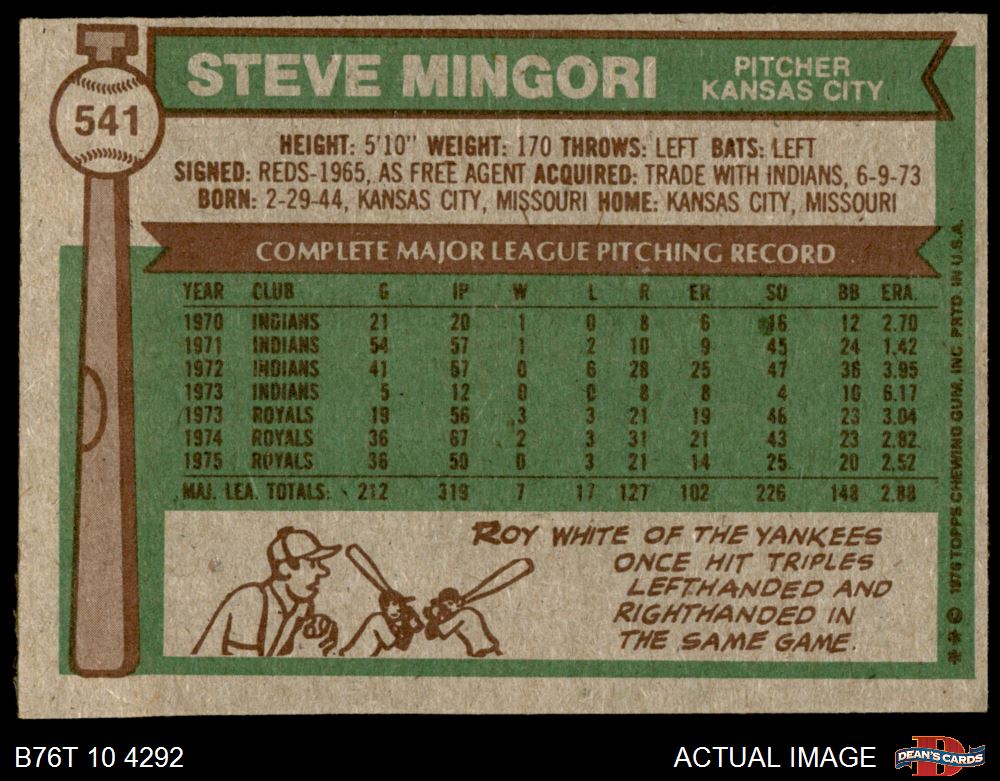 541
STEVE MINGORI
PITCHER
KANSAS CITY
HEIGHT: 5'10" WEIGHT: 170 THROWS: LEFT BATS: LEFT
SIGNED: REDS-1965, AS FREE AGENT ACQUIRED: TRADE WITH INDIANS, 6-9-73
BORN: 2-29-44, KANSAS CITY, MISSOURI HOME: KANSAS CITY, MISSOURI
COMPLETE MAJOR LEAGUE PITCHING RECORD
YEAR CLUB G IP W L R ER SO BB ERA.
1970 INDIANS 21 20 1 0 8 6 16 12 2.70
1971 INDIANS 54 57 1 2 10 9 45 24 1.42
1972 INDIANS 41 57 0 6 28 25 47 36 3.95
1973 INDIANS 5 12 0 0 8 8 4 10 6.17
1973 ROYALS 19 56 3 3 21 19 46 23 3.04
1974 ROYALS 36 67 2 3 31 21 43 23 2.82
1975 ROYALS 36 50 0 3 21 14 25 20 2.52
MAJ. LEA. TOTALS: 212 319 7 17 127 102 226 148 2.88
ROY WHITE OF THE YANKEES
ONCE HIT TRIPLES
LEFTHANDED AND
RIGHTHANDED IN
THE SAME GAME.
** © 1976 TOPPS CHEWING GUM, INC. PRTD. IN U.S.A.
B76T 10 4292
ACTUAL IMAGE
D
DEAN'S CARDS